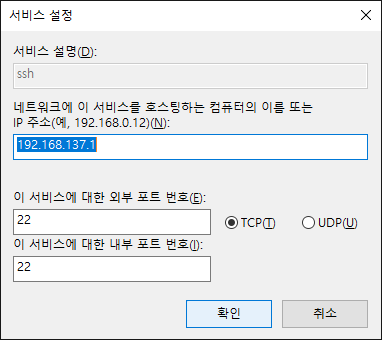 서비스 설정
서비스 설명(D):
ssh
네트워크에 이 서비스를 호스팅하는 컴퓨터의 이름 또는
IP 주소(예, 192.168.0.12)(N):
192.168.137.1
이 서비스에 대한 외부 포트 번호(E):
22 TCP(T) UDP(U)
이 서비스에 대한 내부 포트 번호(I):
22
확인 취소